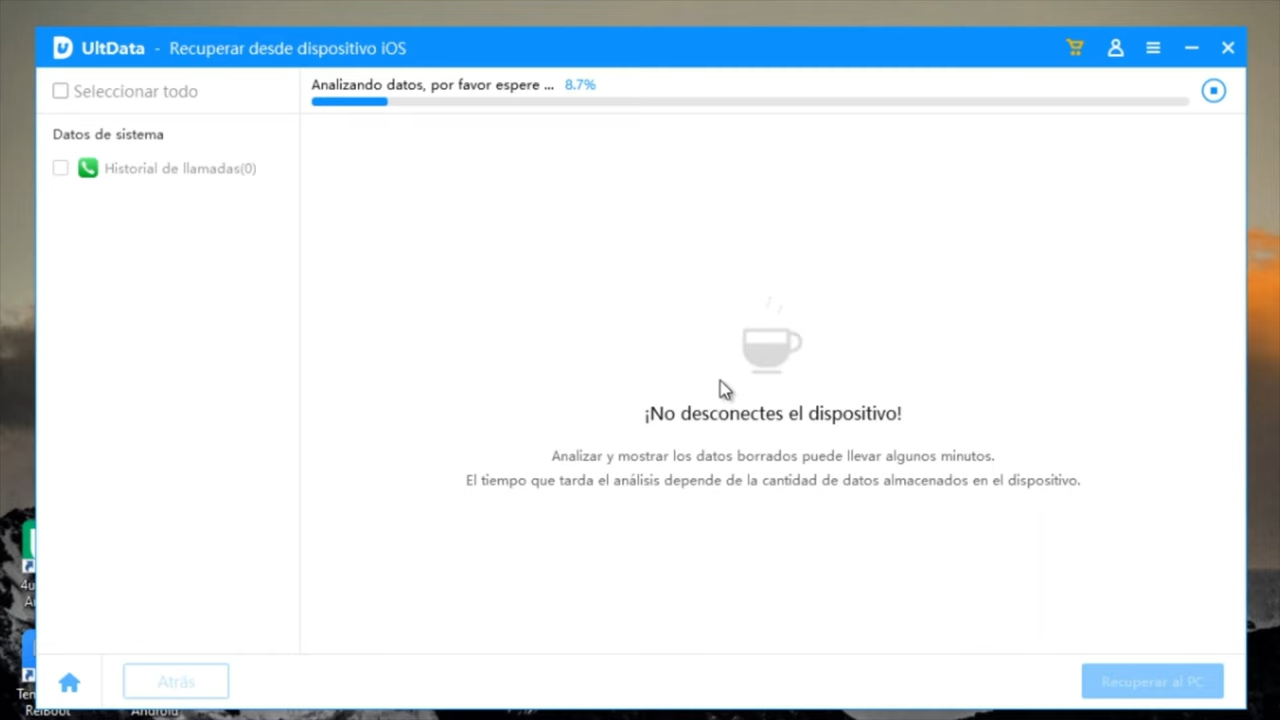 UltData - Recuperar desde dispositivo iOS
Seleccionar todo
Analizando datos, por favor espere ... 8.7%
Datos de sistema
Historial de llamadas(0)
¡No desconectes el dispositivo!
Analizar y mostrar los datos borrados puede llevar algunos minutos.
El tiempo que tarda el análisis depende de la cantidad de datos almacenados en el dispositivo.
Atrás
Recuperar al PC
ReiBoot
Android